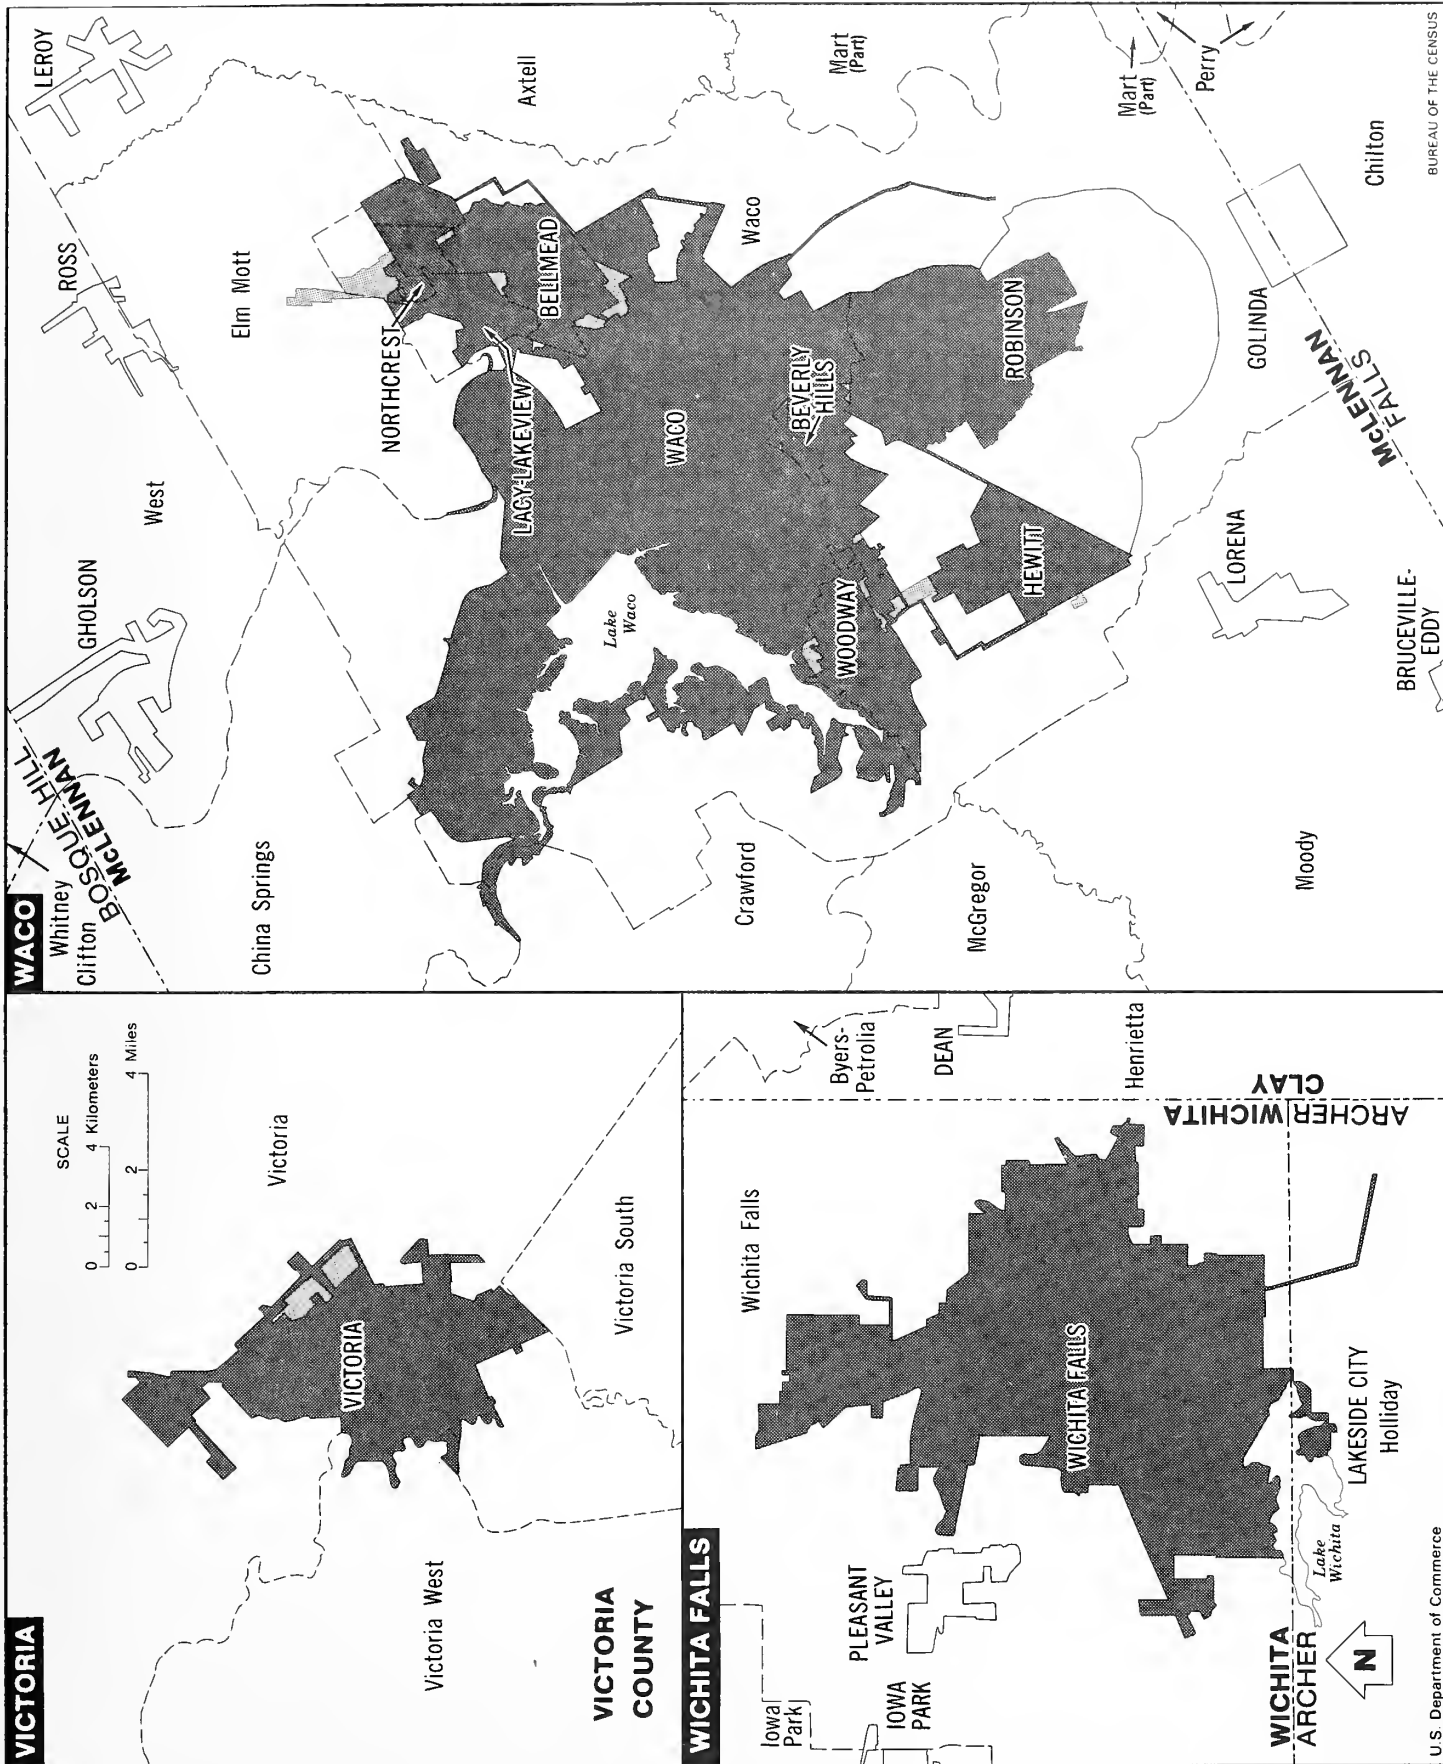 VICTORIA
SCALE
0 2 4 Kilometers
0 2 4 Miles
Victoria
VICTORIA
Victoria West
Victoria South
VICTORIA
COUNTY
WACO
Whitney
Clifton
BOSQUE
HILL
MCLENNAN
GHOLSON
West
ROSS
LEROY
Elm Mott
China Springs
Axtell
NORTHCREST
LACY-LAKEVIEW
BELLMEAD
Mart
(Part)
Lake
Waco
WACO
Waco
Crawford
WOODWAY
BEVERLY
HILLS
McGregor
HEWITT
ROBINSON
Mart
(Part)
Perry
LORENA
GOLINDA
Moody
MCLENNAN
FALLS
Chilton
BRUCEVILLE-
EDDY
WICHITA FALLS
Iowa
Park
IOWA
PARK
PLEASANT
VALLEY
Wichita Falls
Byers-
Petrolia
DEAN
WICHITA FALLS
Henrietta
WICHITA
CLAY
ARCHER
WICHITA
ARCHER
Lake
Wichita
LAKESIDE CITY
Holliday
N
U.S. Department of Commerce
BUREAU OF THE CENSUS